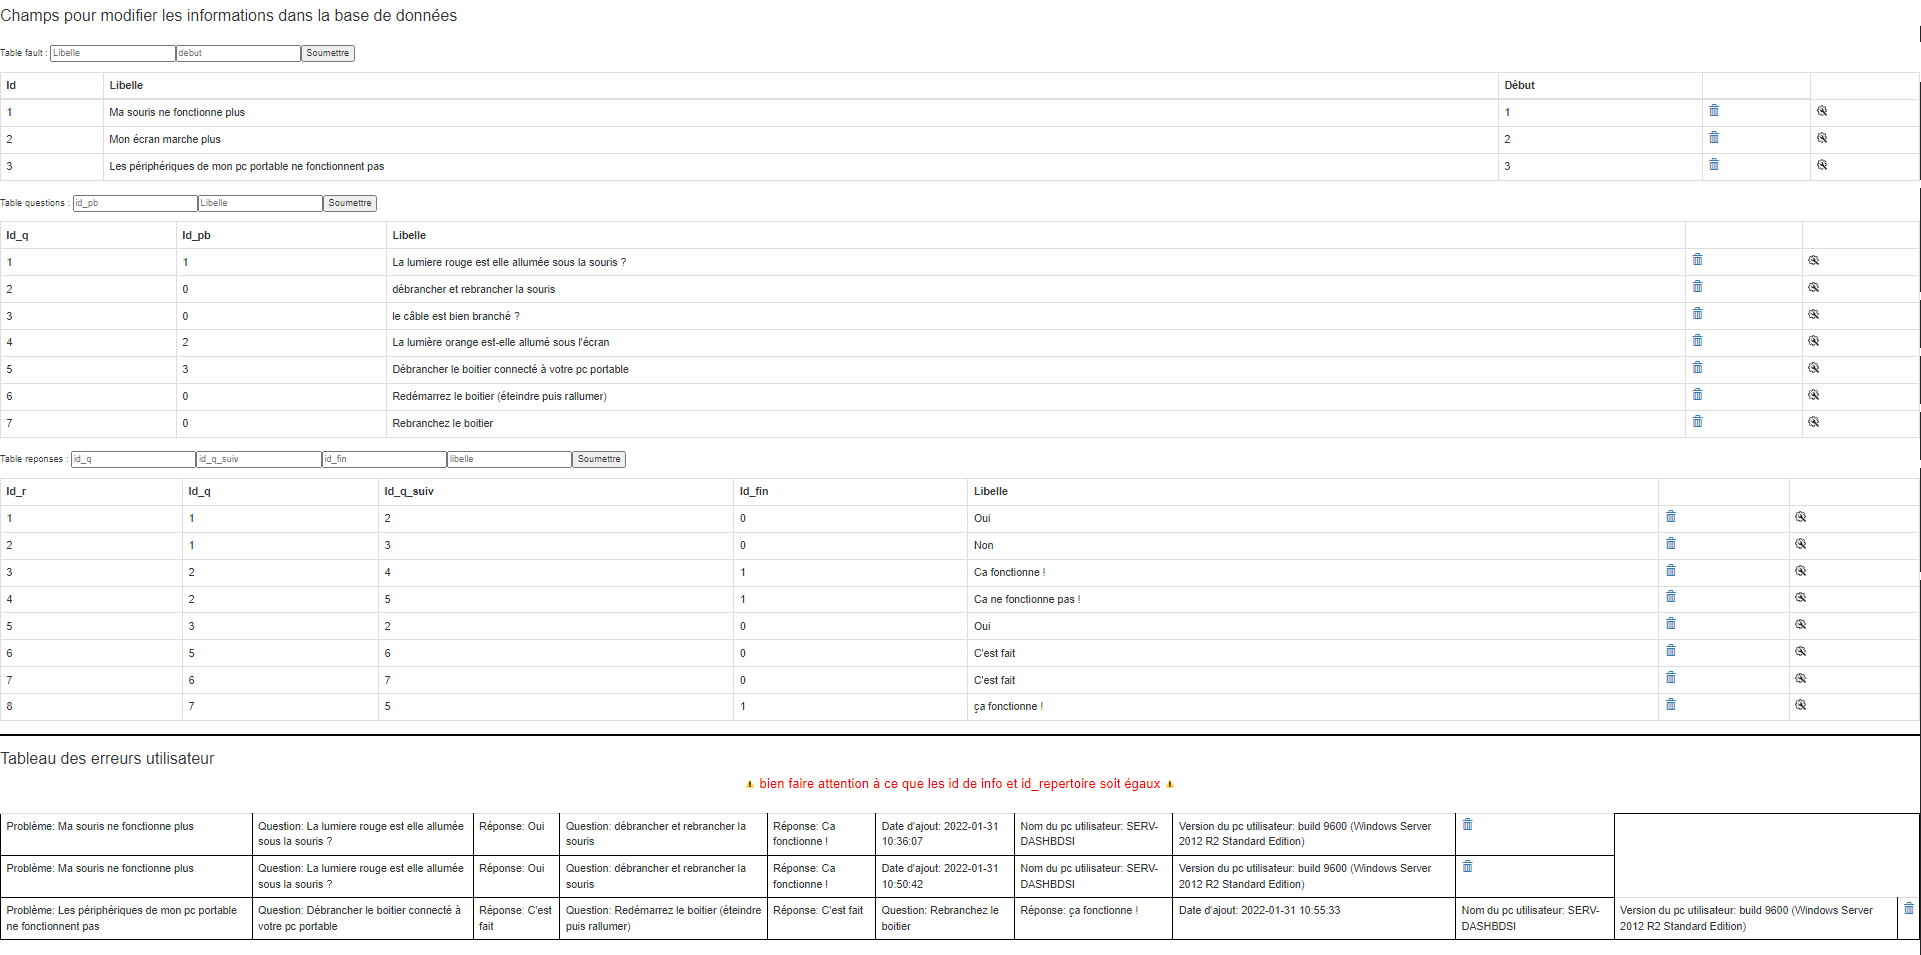 Champs pour modifier les informations dans la base de données
Table fault : Libelle debut Soumettre
Id Libelle Début
1 Ma souris ne fonctionne plus 1
2 Mon écran marche plus 2
3 Les périphériques de mon pc portable ne fonctionnent pas 3
Table questions : id_pb Libelle Soumettre
Id_q Id_pb Libelle
1 1 La lumiere rouge est elle allumée sous la souris ?
2 0 débrancher et rebrancher la souris
3 0 le câble est bien branché ?
4 2 La lumière orange est-elle allumé sous l'écran
5 3 Débrancher le boitier connecté à votre pc portable
6 0 Redémarrez le boitier (éteindre puis rallumer)
7 0 Rebranchez le boitier
Table reponses : id_q id_q_suiv id_fin libelle Soumettre
Id_r Id_q Id_q_suiv Id_fin Libelle
1 1 2 0 Oui
2 1 3 0 Non
3 2 4 1 Ca fonctionne !
4 2 5 1 Ca ne fonctionne pas !
5 3 2 0 Oui
6 5 6 0 C'est fait
7 6 7 0 C'est fait
8 7 5 1 ça fonctionne !
Tableau des erreurs utilisateur
⚠ bien faire attention à ce que les id de info et id_repertoire soit égaux ⚠
Problème: Ma souris ne fonctionne plus Question: La lumiere rouge est elle allumée Réponse: Oui Question: débrancher et rebrancher la Réponse: Ca Date d'ajout: 2022-01-31 Nom du pc utilisateur: SERV- Version du pc utilisateur: build 9600 (Windows Server
sous la souris ? souris fonctionne ! 10:36:07 DASHBDSI 2012 R2 Standard Edition)
Problème: Ma souris ne fonctionne plus Question: La lumiere rouge est elle allumée Réponse: Oui Question: débrancher et rebrancher la Réponse: Ca Date d'ajout: 2022-01-31 Nom du pc utilisateur: SERV- Version du pc utilisateur: build 9600 (Windows Server
sous la souris ? souris fonctionne ! 10:50:42 DASHBDSI 2012 R2 Standard Edition)
Problème: Les périphériques de mon pc portable Question: Débrancher le boitier connecté à Réponse: C'est Question: Redémarrez le boitier (éteindre Réponse: C'est fait Question: Rebranchez le Réponse: ça fonctionne ! Date d'ajout: 2022-01-31 10:55:33 Nom du pc utilisateur: SERV- Version du pc utilisateur: build 9600 (Windows Server
ne fonctionnent pas votre pc portable fait puis rallumer) boitier DASHBDSI 2012 R2 Standard Edition)